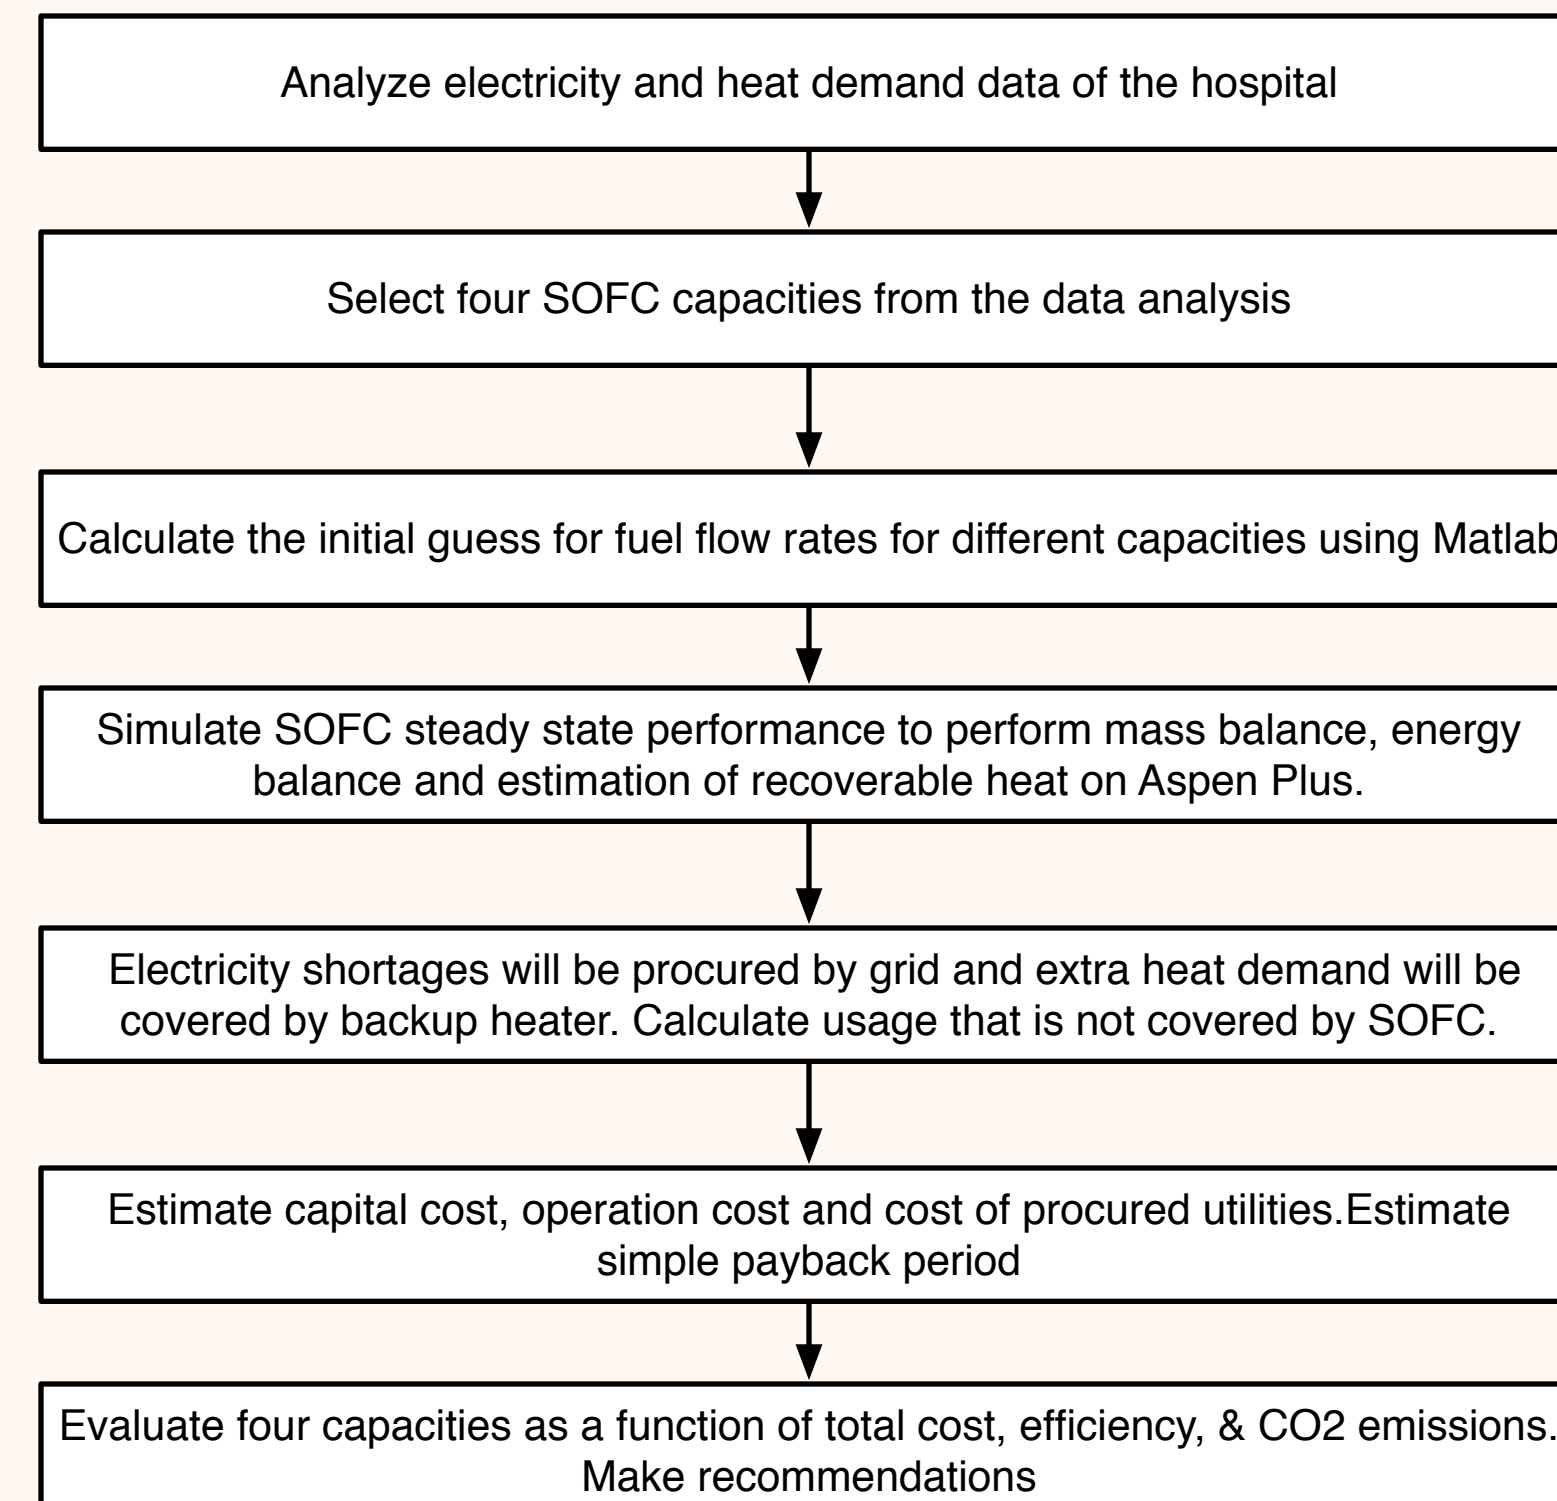 Analyze electricity and heat demand data of the hospital
Select four SOFC capacities from the data analysis
Calculate the initial guess for fuel flow rates for different capacities using Matlab
Simulate SOFC steady state performance to perform mass balance, energy
balance and estimation of recoverable heat on Aspen Plus.
Electricity shortages will be procured by grid and extra heat demand will be
covered by backup heater. Calculate usage that is not covered by SOFC.
Estimate capital cost, operation cost and cost of procured utilities.Estimate
simple payback period
Evaluate four capacities as a function of total cost, efficiency, & CO2 emissions.
Make recommendations